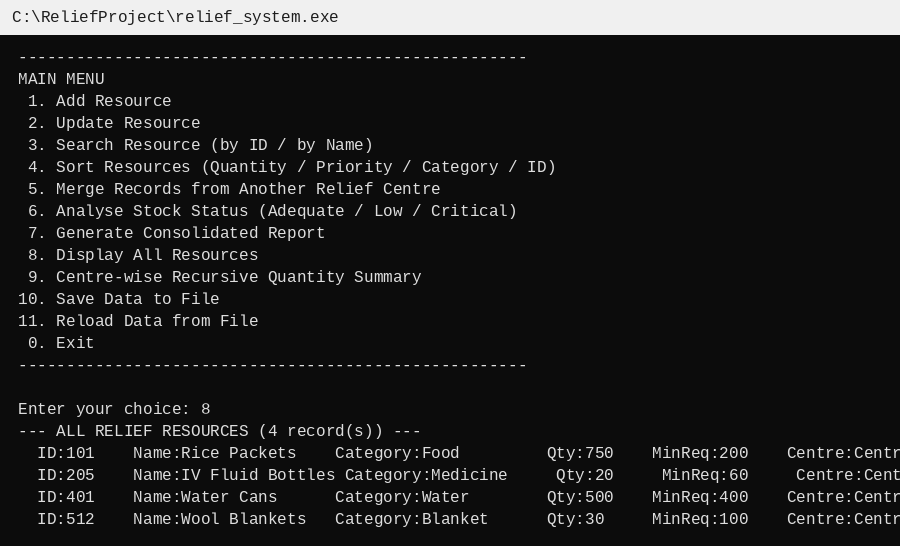 C:\ReliefProject\relief_system.exe
-----------------------------------------------------
MAIN MENU
 1. Add Resource
 2. Update Resource
 3. Search Resource (by ID / by Name)
 4. Sort Resources (Quantity / Priority / Category / ID)
 5. Merge Records from Another Relief Centre
 6. Analyse Stock Status (Adequate / Low / Critical)
 7. Generate Consolidated Report
 8. Display All Resources
 9. Centre-wise Recursive Quantity Summary
10. Save Data to File
11. Reload Data from File
 0. Exit
-----------------------------------------------------
Enter your choice: 8
--- ALL RELIEF RESOURCES (4 record(s)) ---
  ID:101    Name:Rice Packets    Category:Food         Qty:750    MinReq:200    Centre:Centr
  ID:205    Name:IV Fluid Bottles Category:Medicine     Qty:20     MinReq:60     Centre:Cent
  ID:401    Name:Water Cans      Category:Water        Qty:500    MinReq:400    Centre:Centr
  ID:512    Name:Wool Blankets   Category:Blanket      Qty:30     MinReq:100    Centre:Centr